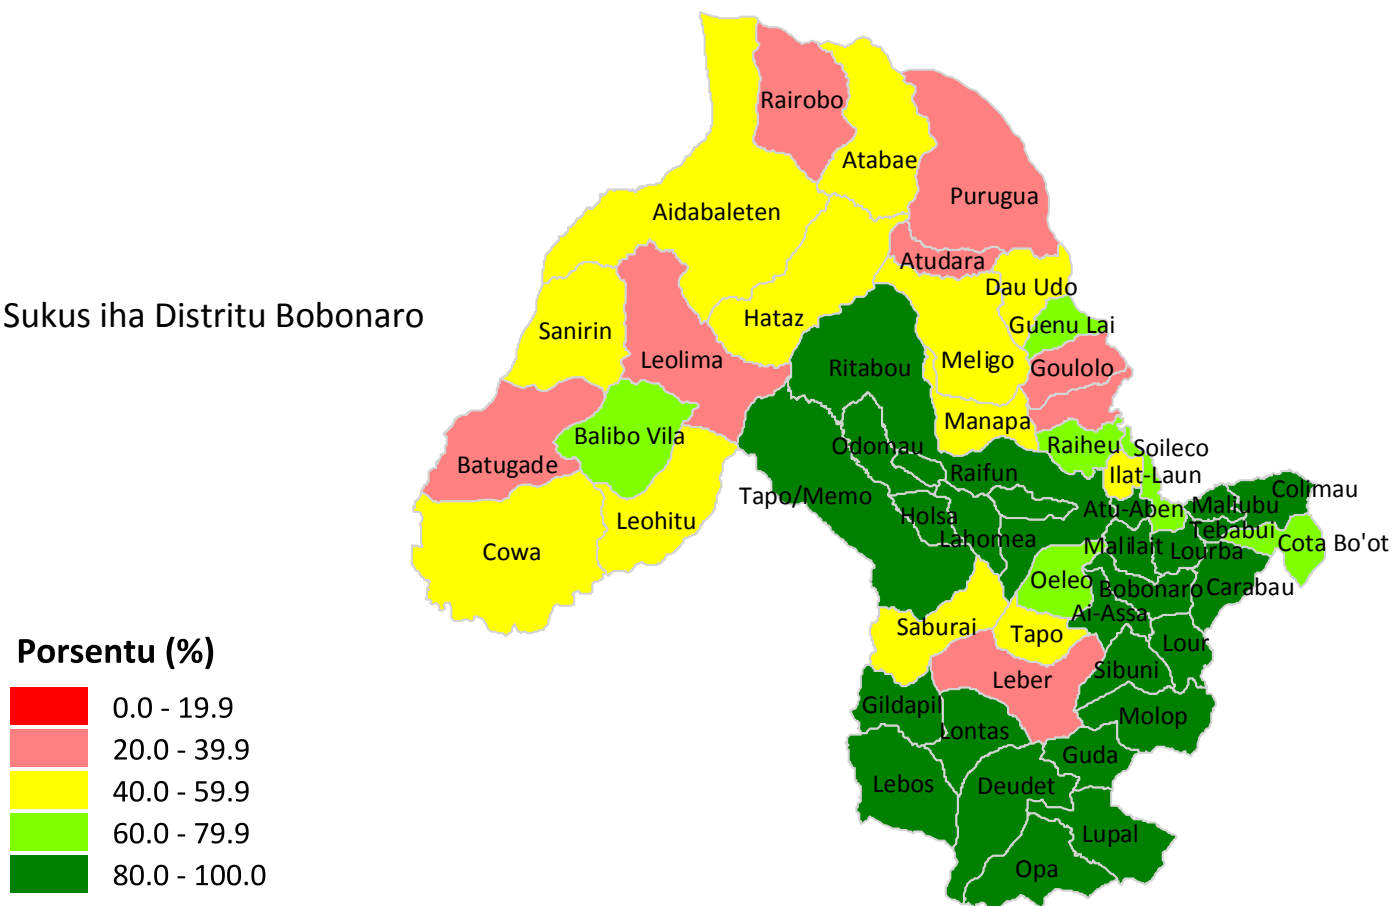 Rairobo
Atabae
Purugua
Aidabaleten
Atudara
Dau Udo
Sukus iha Distritu Bobonaro
Hataz
Guenu Lai
Sanirin
Leolima
Ritabou
Meligo
Goulolo
Manapa
Balibo Vila
Odomau
Raiheu
Soileco
Batugade
Raifun
Ilat-Laun
Tapo/Memo
Colimau
Maliubu
Leohitu
Holsa
Atu-Aben
Tebabui
Lahomea
Malilait
Lourba
Cota Bo'ot
Cowa
Oeleo
Bobonaro
Carabau
Ai-Assa
Saburai
Tapo
Lour
Porsentu (%)
Leber
Sibuni
0.0 - 19.9
Gildapil
Molop
Lontas
20.0 - 39.9
Guda
40.0 - 59.9
Lebos
Deudet
60.0 - 79.9
Lupal
80.0 - 100.0
Opa